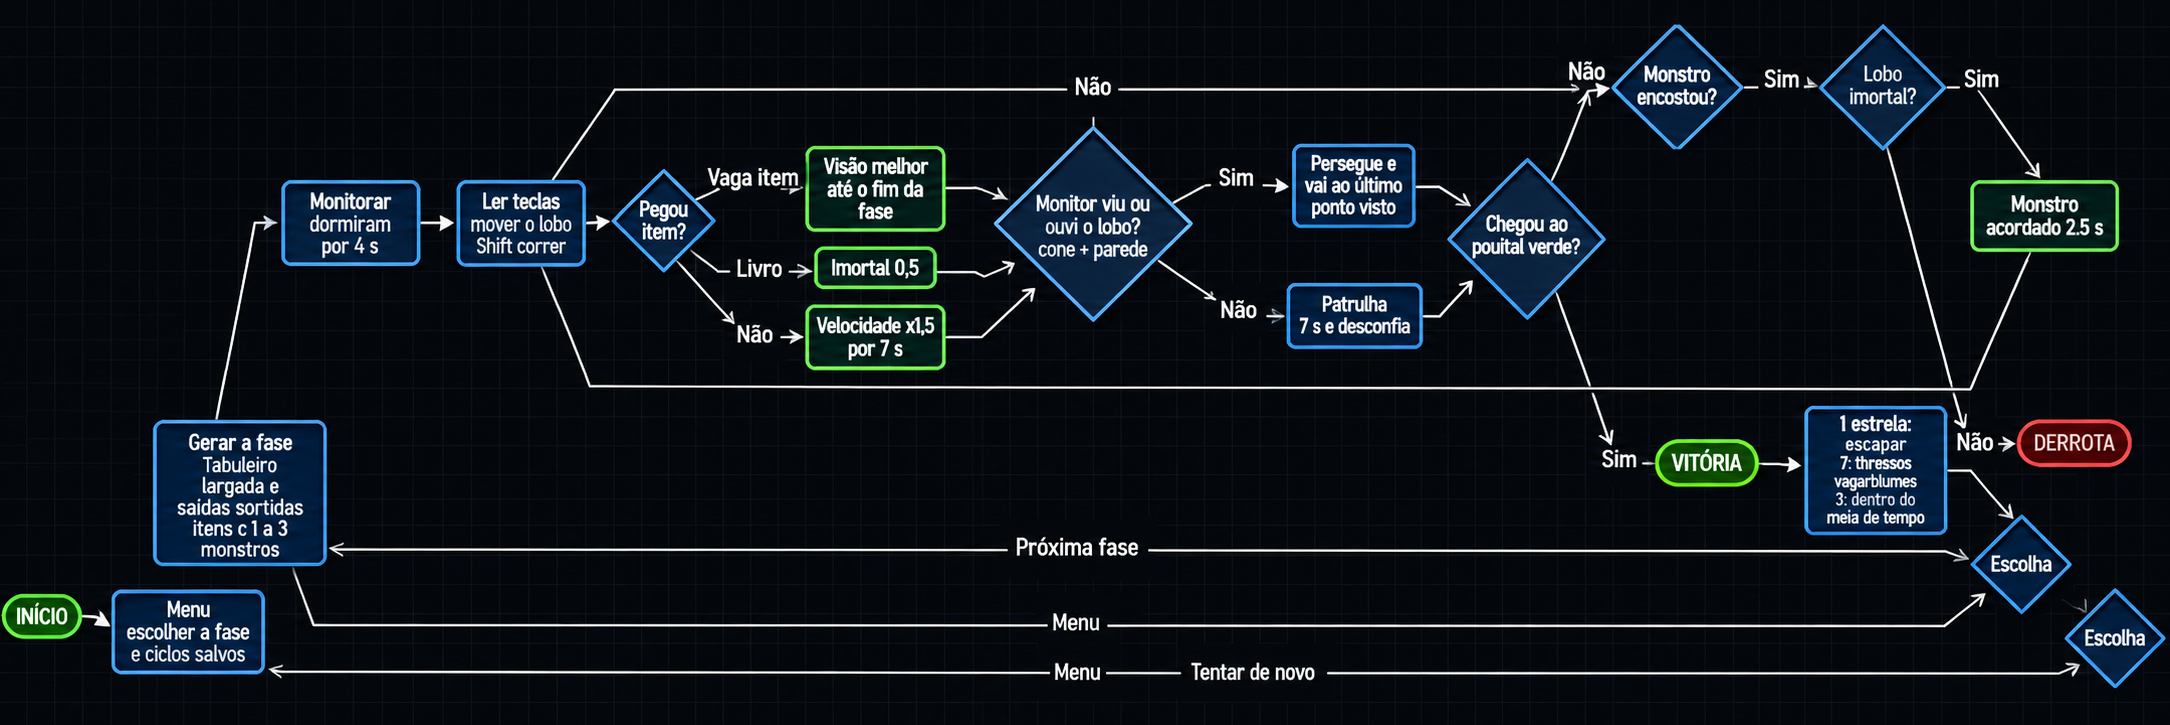 Não
Não
Monstro
encostou?
Sim
Lobo
imortal?
Sim
Monitorar
dormiram
por 4 s
Ler teclas
mover o lobo
Shift correr
Pegou
item?
Vaga item
Visão melhor
até o fim da
fase
Livro
Imortal 0,5
Não
Velocidade x1,5
por 7 s
Monitor viu ou
ouvi o lobo?
cone + parede
Sim
Persegue e
vai ao último
ponto visto
Não
Patrulha
7 s e desconfia
Chegou ao
pouital verde?
Monstro
acordado 2.5 s
Gerar a fase
Tabuleiro
largada e
saídas sortidas
itens c 1 a 3
monstros
Sim
VITÓRIA
1 estrela:
escapar
7: thressos
vagarblumes
3: dentro do
meia de tempo
Não
DERROTA
Próxima fase
Escolha
INÍCIO
Menu
escolher a fase
e ciclos salvos
Menu
Escolha
Menu
Tentar de novo